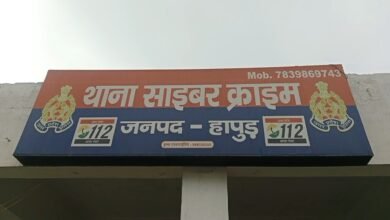 Mob. 7839869743
थाना साइबर क्राइम
112 जनपद - हापुड़ 112